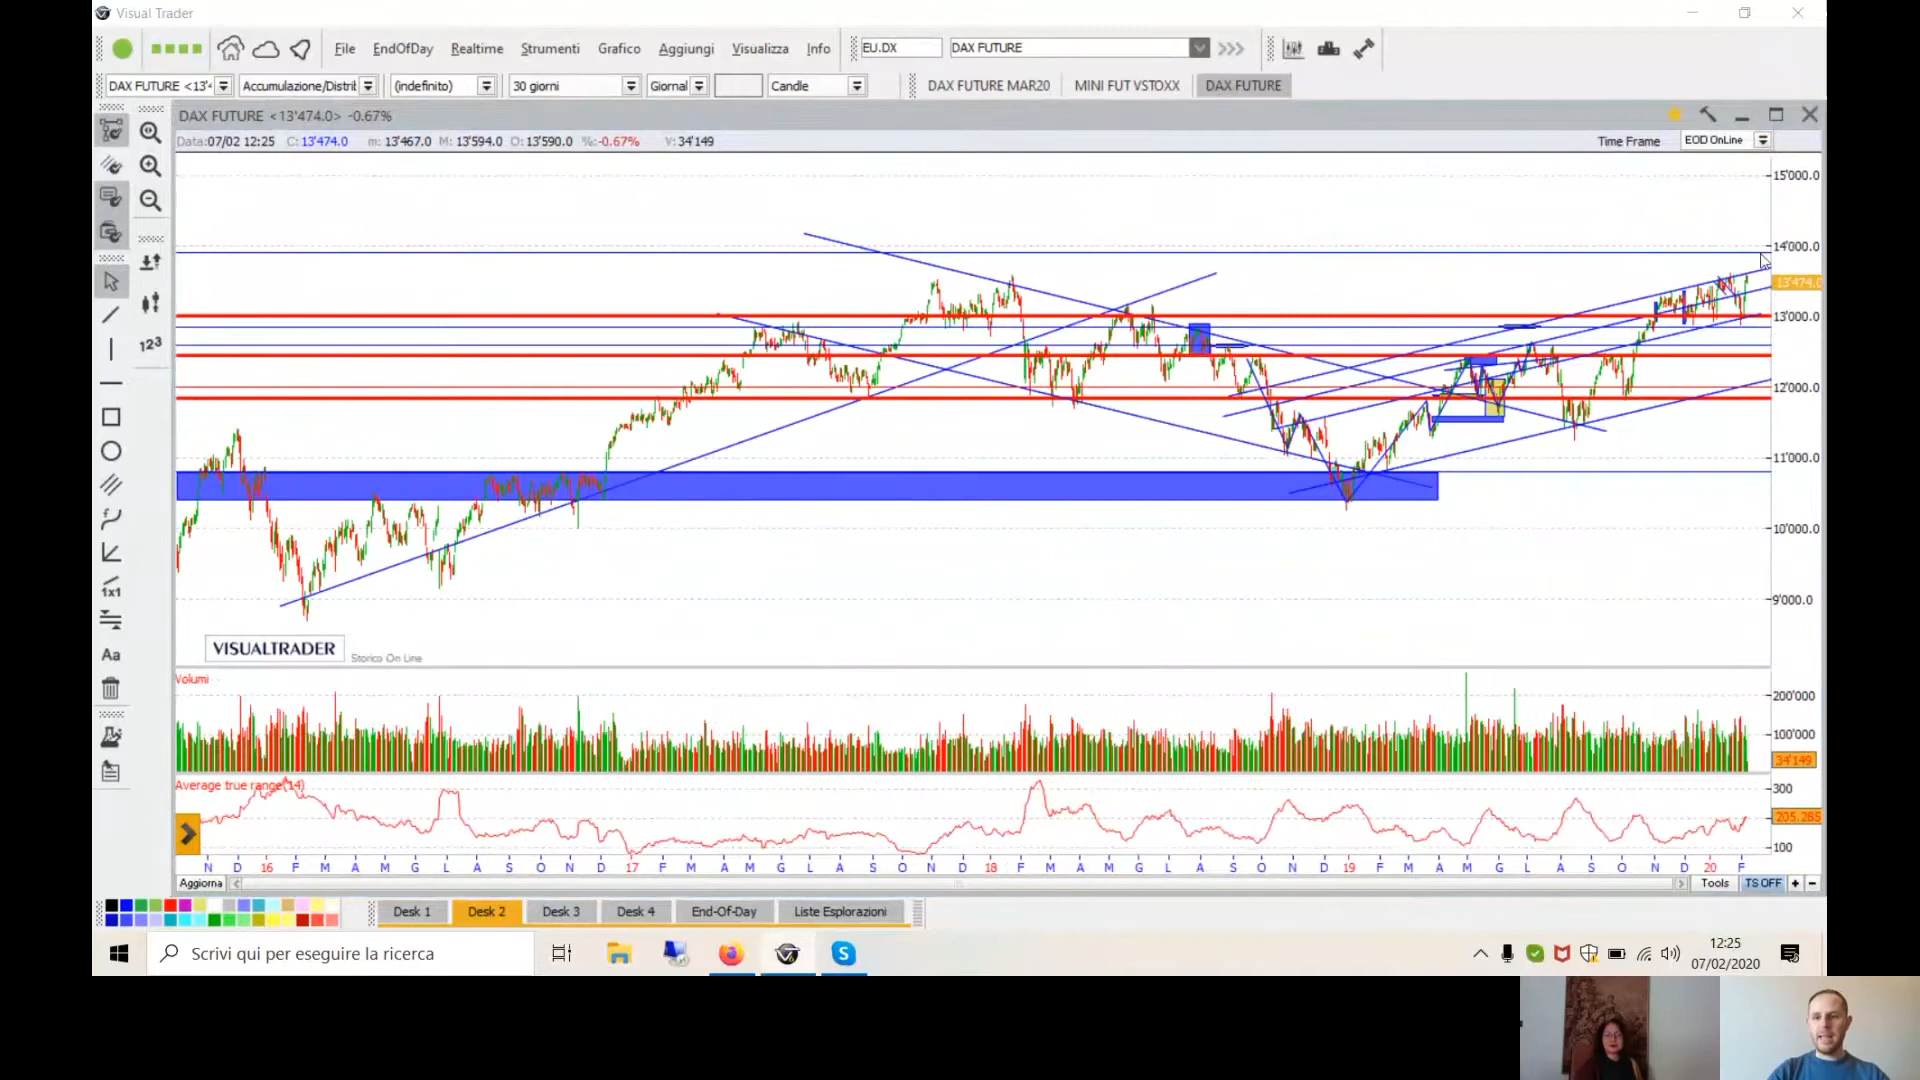 Visual Trader
File EndOfDay Realtime Strumenti Grafico Aggiungi Visualizza Info EU.DX DAX FUTURE
DAX FUTURE <13' Accumulazione/Distrit (indefinito) 30 giorni Giornal Candle DAX FUTURE MAR20 MINI FUT VSTOXX DAX FUTURE
DAX FUTURE <13'474.0> -0.67%
Data:07/02 12:25 C: 13'474.0 m: 13'467.0 M: 13'594.0 O: 13'590.0 %:-0.67% V: 34'149 Time Frame EOD OnLine
15'000.0
14'000.0
13'474.0
13'000.0
12'000.0
11'000.0
10'000.0
9'000.0
123
1x1
Aa
VISUALTRADER
Storico On Line
Volumi
200'000
100'000
34'149
Average true range(14)
300
205.285
100
N D 16 F M A M G L A S O N D 17 F M A M G L A S O N D 18 F M A M G L A S O N D 19 F M A M G L A S O N D 20 F
Aggiorna Tools TS OFF + -
Desk 1 Desk 2 Desk 3 Desk 4 End-Of-Day Liste Esplorazioni
Scrivi qui per eseguire la ricerca
12:25
07/02/2020